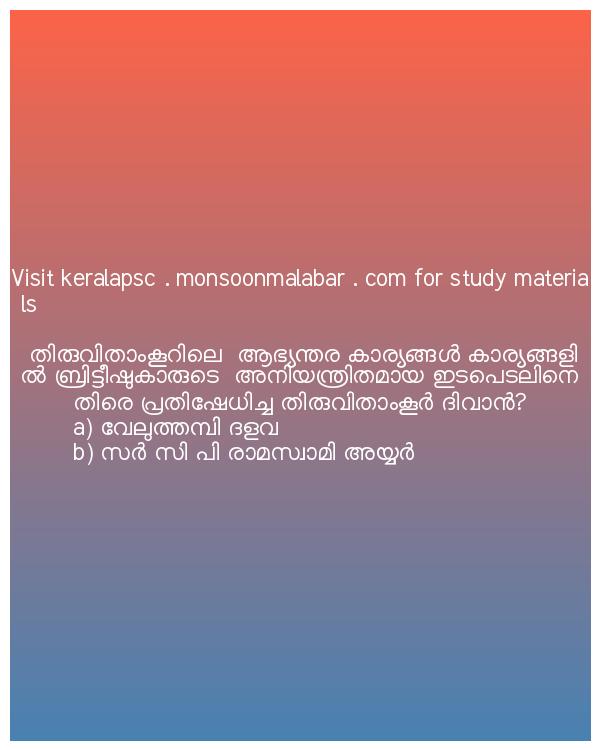 Visit keralapsc . monsoonmalabar . com for study materia
ls
തിരുവിതാംകൂറിലെ ആഭ്യന്തര കാര്യങ്ങൾ കാര്യങ്ങളി
ൽ ബ്രിട്ടീഷുകാരുടെ അനിയന്ത്രിതമായ ഇടപെടലിനെ
തിരെ പ്രതിഷേധിച്ച തിരുവിതാംകൂർ ദിവാൻ?
a) വേലുത്തമ്പി ദളവ
b) സർ സി പി രാമസ്വാമി അയ്യർ